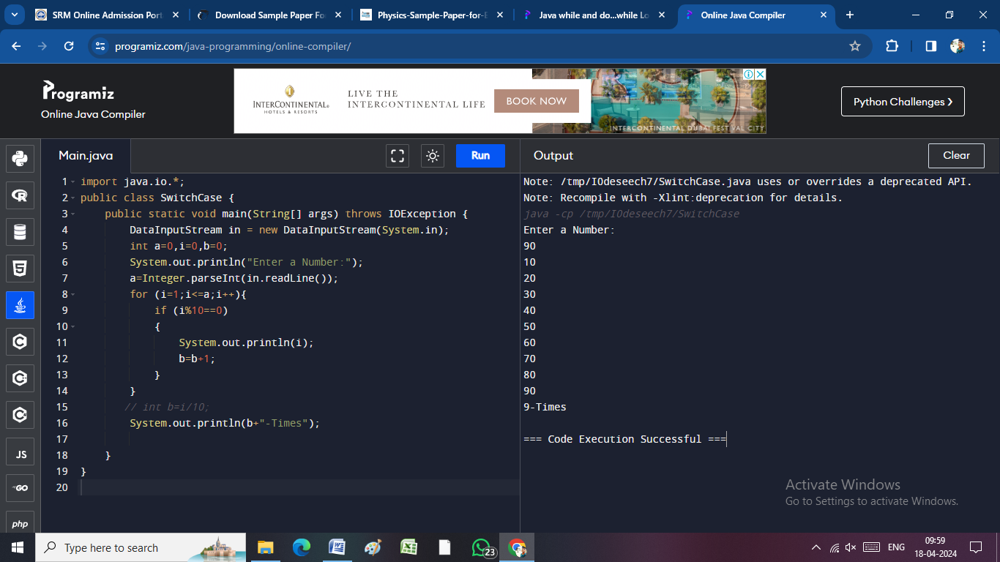 SRM Online Admission Port
Download Sample Paper Fo
Physics-Sample-Paper-for-E
Java while and do...while Lo
Online Java Compiler
programiz.com/java-programming/online-compiler/
Programiz
Online Java Compiler
INTERCONTINENTAL
HOTELS & RESORTS
LIVE THE
INTERCONTINENTAL LIFE
BOOK NOW
INTERCONTINENTAL DUBAI FESTIVAL CITY
Python Challenges ❯
Main.java
Run
Output
Clear
1 import java.io.*;
2 public class SwitchCase {
3 public static void main(String[] args) throws IOException {
4 DataInputStream in = new DataInputStream(System.in);
5 int a=0,i=0,b=0;
6 System.out.println("Enter a Number:");
7 a=Integer.parseInt(in.readLine());
8 for (i=1;i<=a;i++){
9 if (i%10==0)
10 {
11 System.out.println(i);
12 b=b+1;
13 }
14 }
15 // int b=i/10;
16 System.out.println(b+"-Times");
17
18 }
19 }
20
Note: /tmp/IOdeseech7/SwitchCase.java uses or overrides a deprecated API.
Note: Recompile with -Xlint:deprecation for details.
java -cp /tmp/IOdeseech7/SwitchCase
Enter a Number:
90
10
20
30
40
50
60
70
80
90
9-Times
=== Code Execution Successful ===
Activate Windows
Go to Settings to activate Windows.
JS
GO
php
Type here to search
23
ENG
09:59
18-04-2024